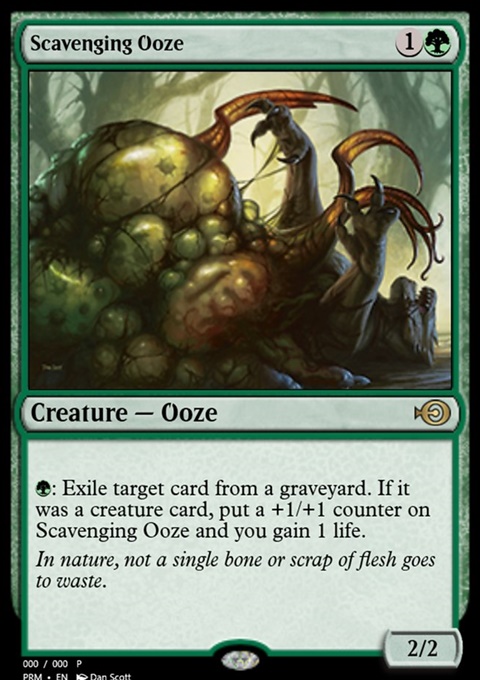 Scavenging Ooze 1
Creature — Ooze
: Exile target card from a graveyard. If it
was a creature card, put a +1/+1 counter on
Scavenging Ooze and you gain 1 life.
In nature, not a single bone or scrap of flesh goes
to waste.
2/2
000 / 000 P
PRM • EN Dan Scott